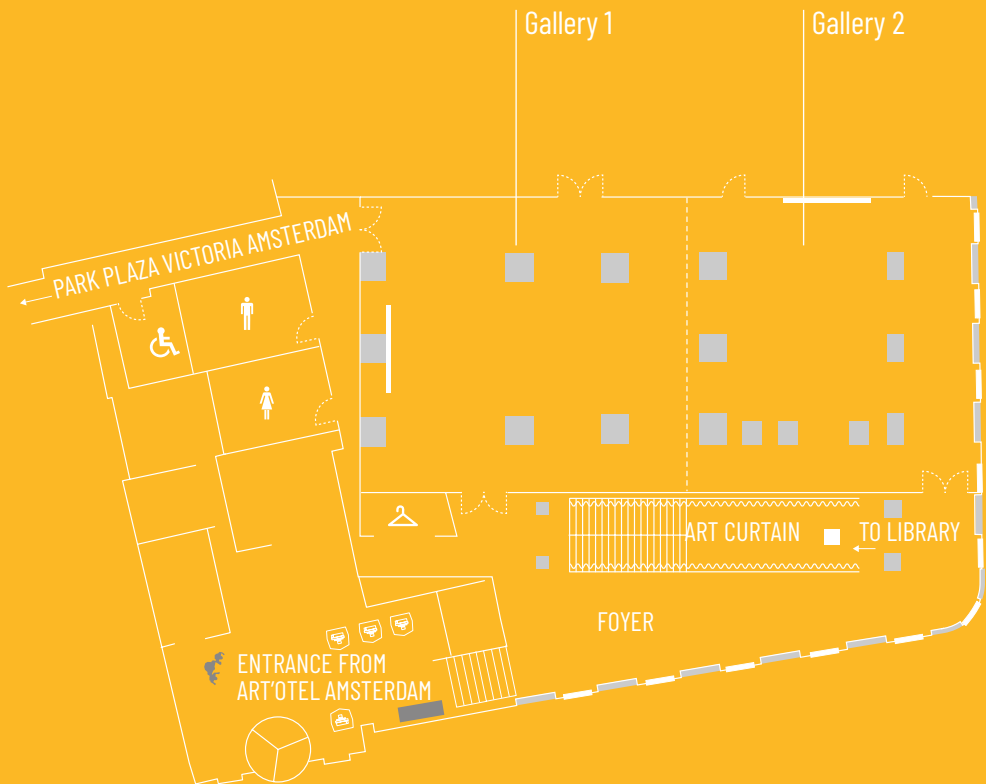 Gallery 1
Gallery 2
PARK PLAZA VICTORIA AMSTERDAM
ART CURTAIN
TO LIBRARY
FOYER
ENTRANCE FROM
ART'OTEL AMSTERDAM